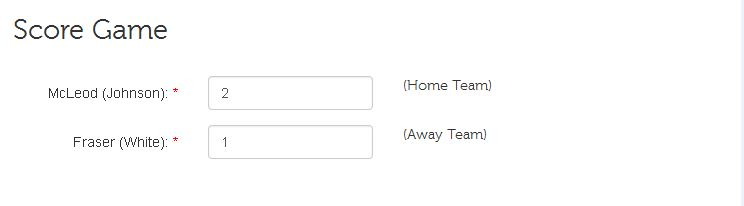 Score Game
McLeod (Johnson): * 2 (Home Team)
Fraser (White): * 1 (Away Team)